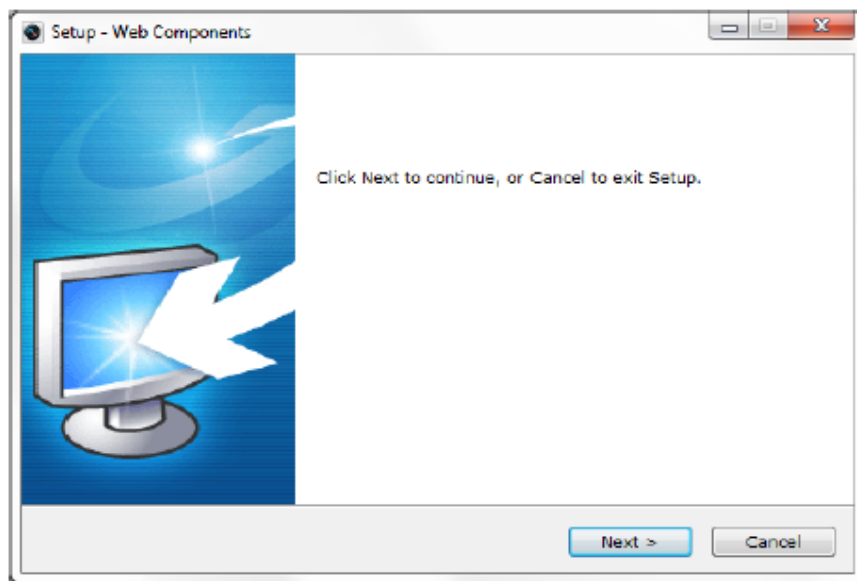 Setup - Web Components
Click Next to continue, or Cancel to exit Setup.
Next >
Cancel